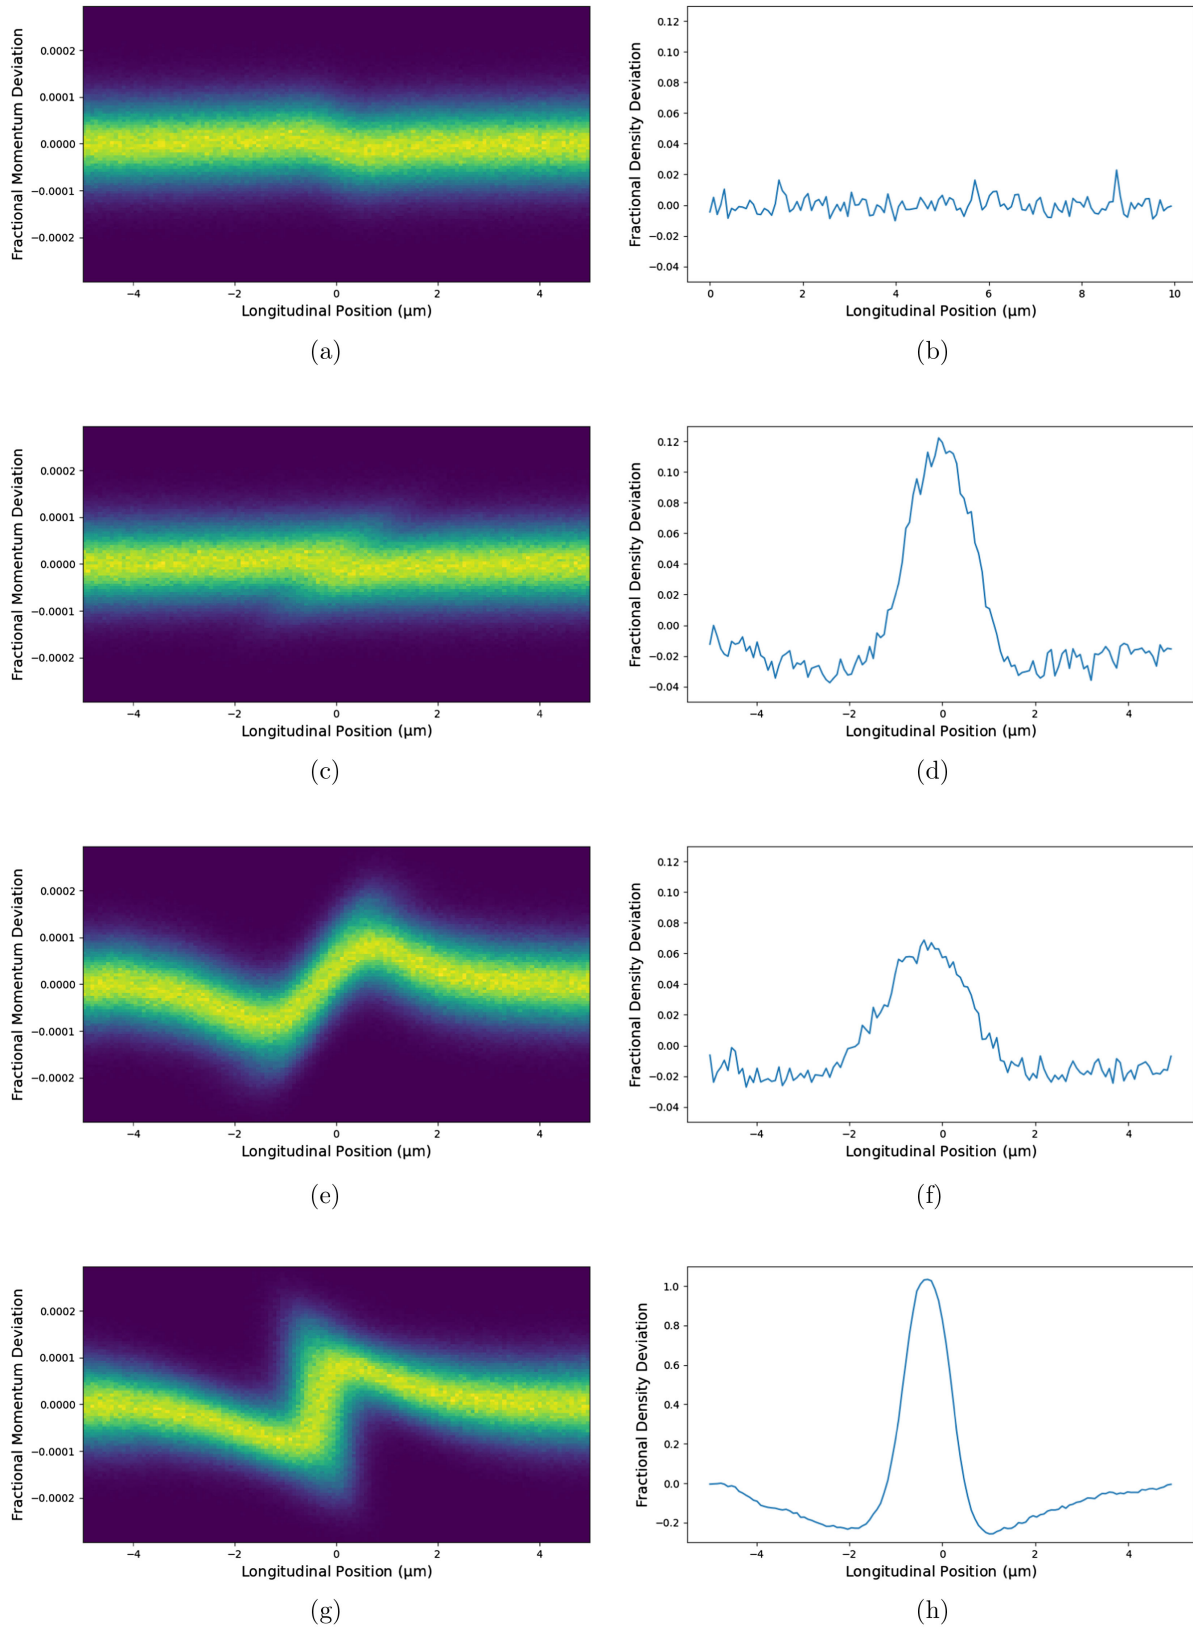 Fractional Momentum Deviation
0.0002
0.0001
0.0000
−0.0001
−0.0002
−4 −2 0 2 4
Longitudinal Position (μm)
(a)
Fractional Density Deviation
0.12
0.10
0.08
0.06
0.04
0.02
0.00
−0.02
−0.04
0 2 4 6 8 10
Longitudinal Position (μm)
(b)
Fractional Momentum Deviation
0.0002
0.0001
0.0000
−0.0001
−0.0002
−4 −2 0 2 4
Longitudinal Position (μm)
(c)
Fractional Density Deviation
0.12
0.10
0.08
0.06
0.04
0.02
0.00
−0.02
−0.04
−4 −2 0 2 4
Longitudinal Position (μm)
(d)
Fractional Momentum Deviation
0.0002
0.0001
0.0000
−0.0001
−0.0002
−4 −2 0 2 4
Longitudinal Position (μm)
(e)
Fractional Density Deviation
0.12
0.10
0.08
0.06
0.04
0.02
0.00
−0.02
−0.04
−4 −2 0 2 4
Longitudinal Position (μm)
(f)
Fractional Momentum Deviation
0.0002
0.0001
0.0000
−0.0001
−0.0002
−4 −2 0 2 4
Longitudinal Position (μm)
(g)
Fractional Density Deviation
1.0
0.8
0.6
0.4
0.2
0.0
−0.2
−4 −2 0 2 4
Longitudinal Position (μm)
(h)